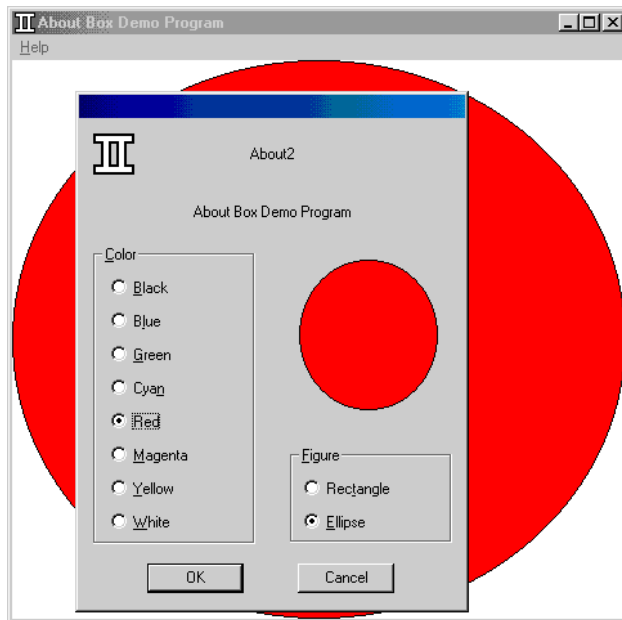 About Box Demo Program
Help
About2
About Box Demo Program
Color
Black
Blue
Green
Cyan
Red
Magenta
Yellow
White
Figure
Rectangle
Ellipse
OK
Cancel